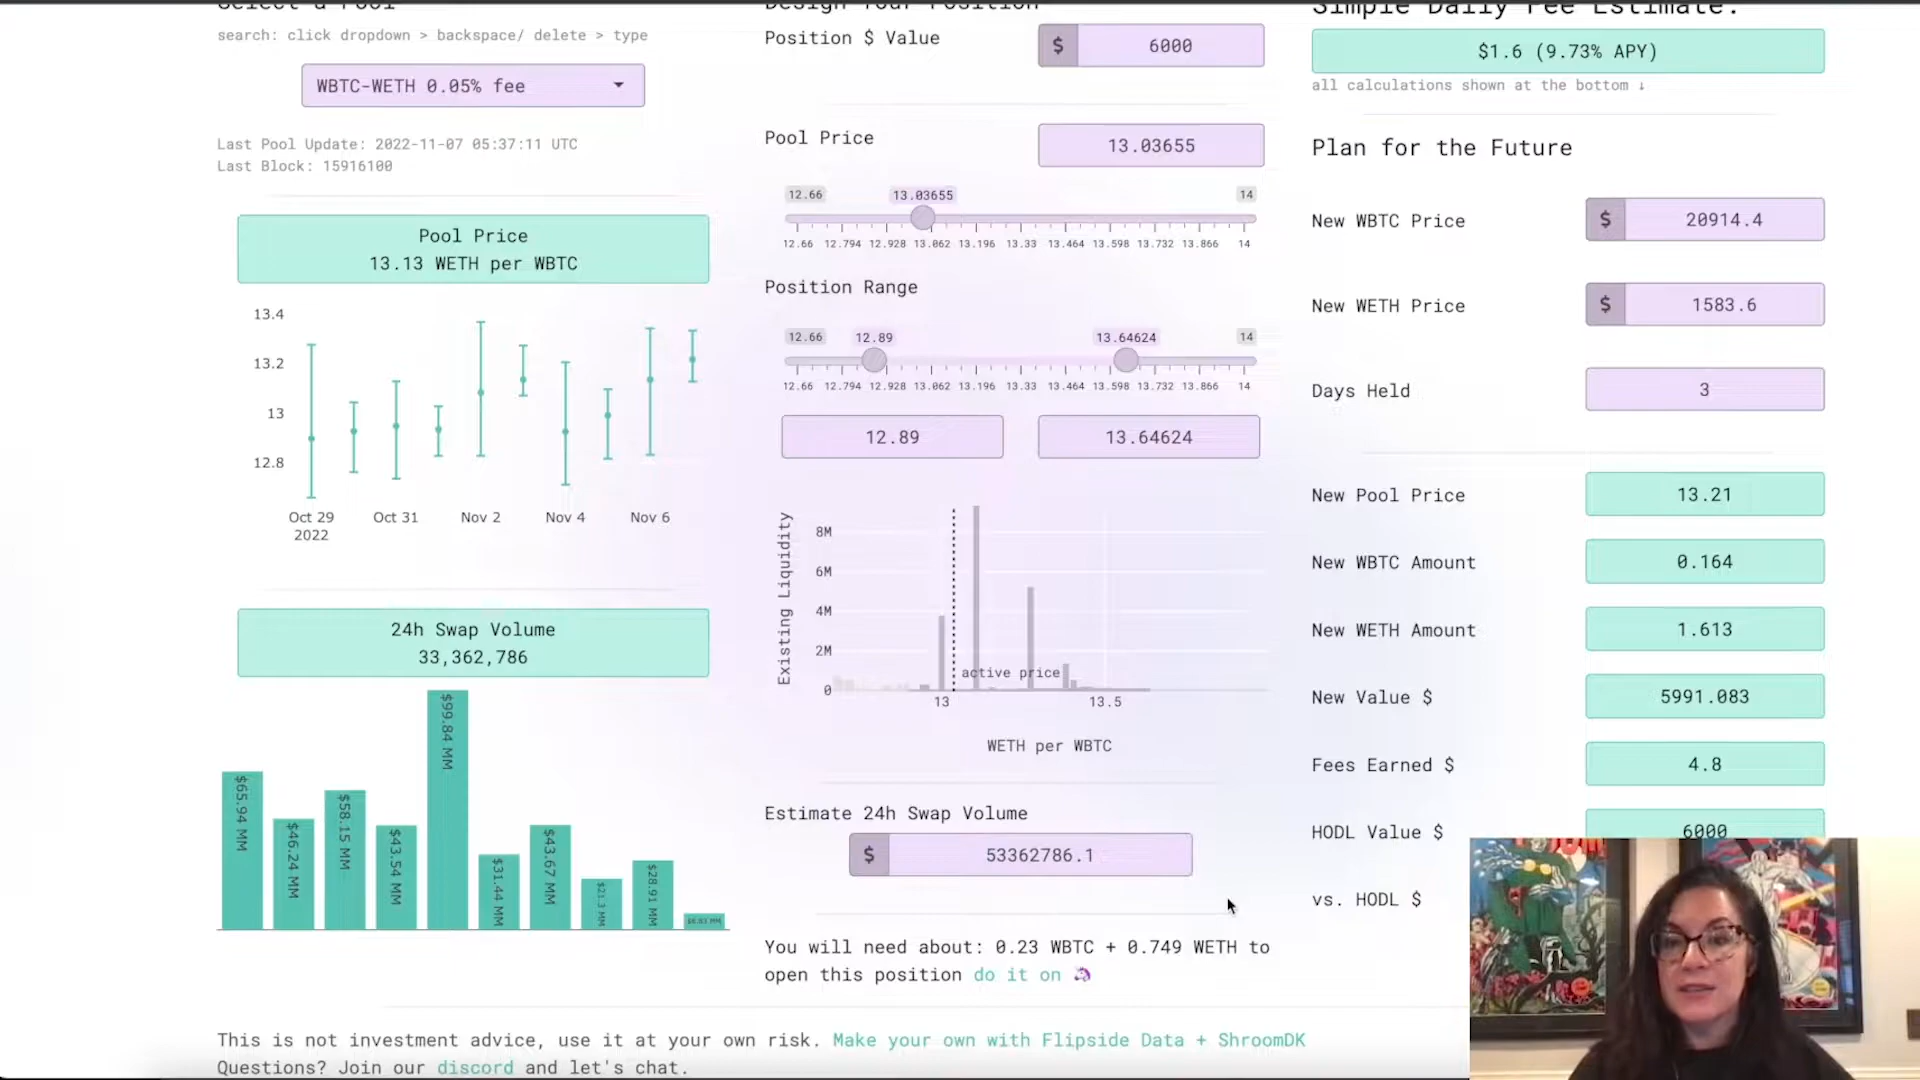 Select a Pool
search: click dropdown > backspace/ delete > type
WBTC-WETH 0.05% fee
Last Pool Update: 2022-11-07 05:37:11 UTC
Last Block: 15916100
Pool Price
13.13 WETH per WBTC
13.4
13.2
13
12.8
Oct 29
2022
Oct 31
Nov 2
Nov 4
Nov 6
24h Swap Volume
33,362,786
$65.94 MM
$46.24 MM
$58.15 MM
$43.54 MM
$99.84 MM
$31.44 MM
$43.67 MM
$21.3 MM
$28.91 MM
Design Your Position
Position $ Value
$ 6000
Pool Price
13.03655
12.66 13.03655 14
12.66 12.794 12.928 13.062 13.196 13.33 13.464 13.598 13.732 13.866 14
Position Range
12.66 12.89 13.64624 14
12.66 12.794 12.928 13.062 13.196 13.33 13.464 13.598 13.732 13.866 14
12.89 13.64624
Existing Liquidity
8M
6M
4M
2M
0
active price
13 13.5
WETH per WBTC
Estimate 24h Swap Volume
$ 53362786.1
You will need about: 0.23 WBTC + 0.749 WETH to
open this position do it on
Simple Daily Fee Estimate:
$1.6 (9.73% APY)
all calculations shown at the bottom ↓
Plan for the Future
New WBTC Price $ 20914.4
New WETH Price $ 1583.6
Days Held 3
New Pool Price 13.21
New WBTC Amount 0.164
New WETH Amount 1.613
New Value $ 5991.083
Fees Earned $ 4.8
HODL Value $ 6000
vs. HODL $
This is not investment advice, use it at your own risk. Make your own with Flipside Data + ShroomDK
Questions? Join our discord and let's chat.